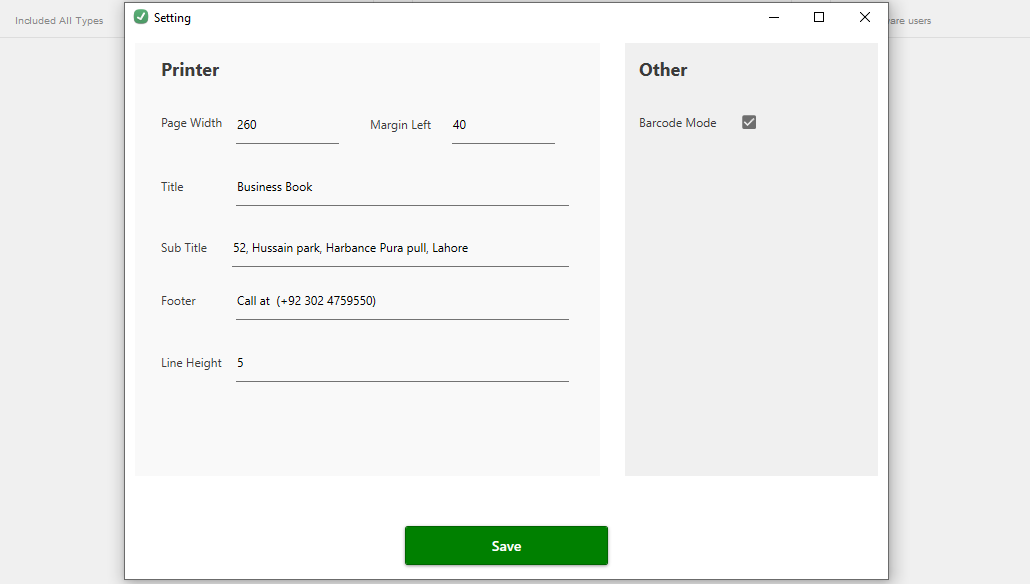 Included All Types
Setting
are users
Printer
Page Width 260 Margin Left 40
Title Business Book
Sub Title 52, Hussain park, Harbance Pura pull, Lahore
Footer Call at (+92 302 4759550)
Line Height 5
Other
Barcode Mode
Save